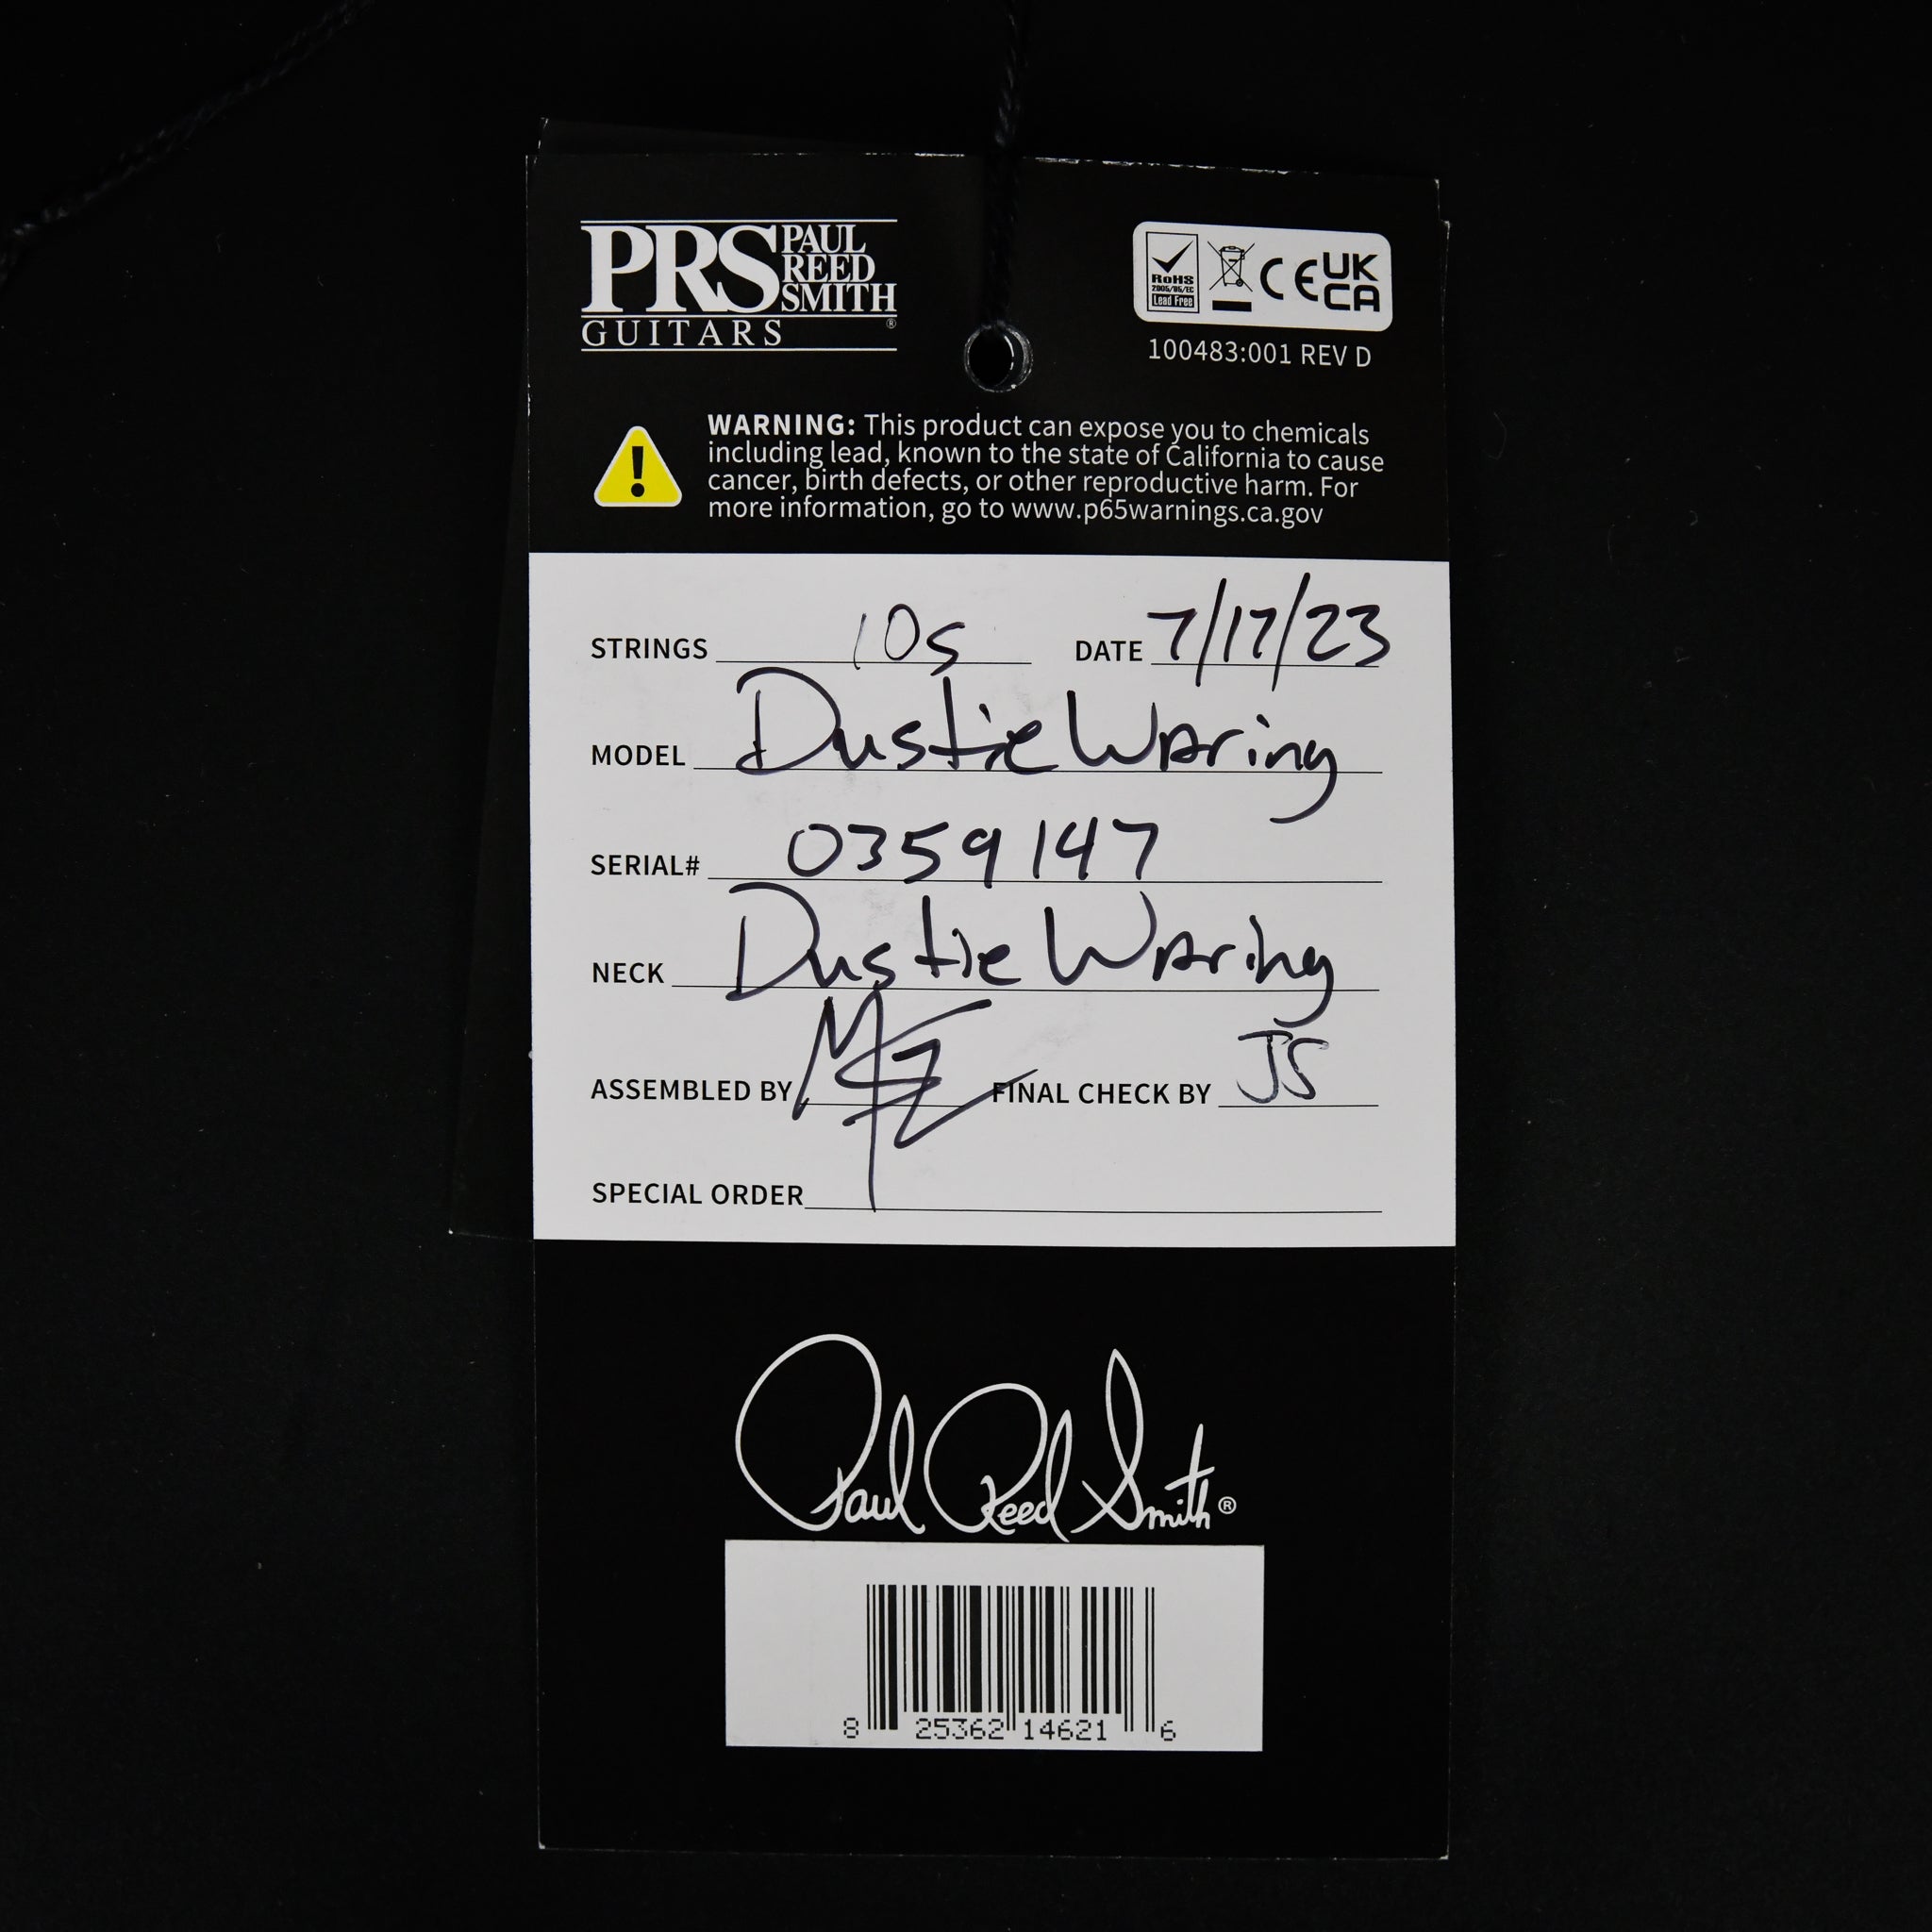 PRS PAUL REED SMITH
GUITARS ®
RoHS
2005/95/EC
Lead Free
CE UK CA
100483:001 REV D
WARNING: This product can expose you to chemicals
including lead, known to the state of California to cause
cancer, birth defects, or other reproductive harm. For
more information, go to www.p65warnings.ca.gov
STRINGS 10s DATE 7/17/23
MODEL Dustie Waring
SERIAL# 0359147
NECK Dustie Waring
ASSEMBLED BY FINAL CHECK BY JS
SPECIAL ORDER
Paul Reed Smith®
8 25362 14621 6